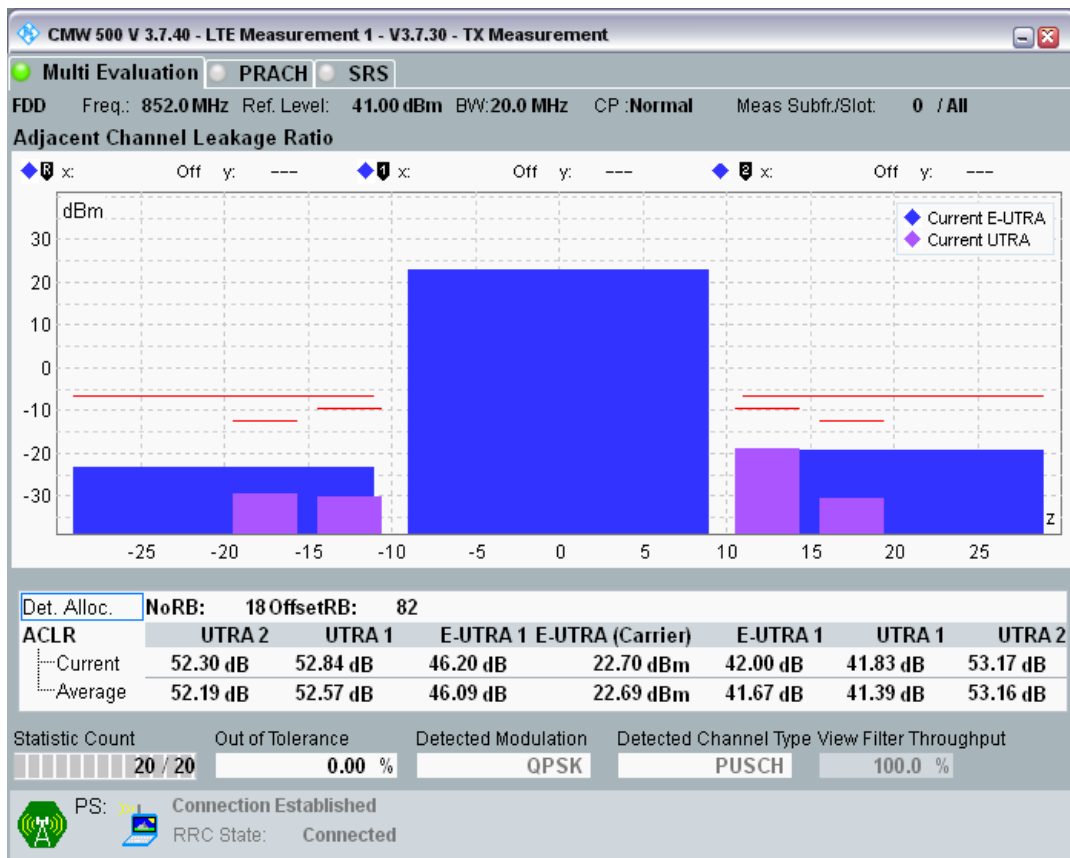 CMW 500 V 3.7.40 - LTE Measurement 1 - V3.7.30 - TX Measurement
Multi Evaluation PRACH SRS
FDD Freq.: 852.0 MHz Ref. Level: 41.00 dBm BW:20.0 MHz CP :Normal Meas Subfr./Slot: 0 / All
Adjacent Channel Leakage Ratio
R x: Off y: --- 1 x: Off y: --- 2 x: Off y: ---
dBm
Current E-UTRA
Current UTRA
30
20
10
0
-10
-20
-30
z
-25 -20 -15 -10 -5 0 5 10 15 20 25
Det. Alloc. NoRB: 18 OffsetRB: 82
ACLR UTRA 2 UTRA 1 E-UTRA 1 E-UTRA (Carrier) E-UTRA 1 UTRA 1 UTRA 2
Current 52.30 dB 52.84 dB 46.20 dB 22.70 dBm 42.00 dB 41.83 dB 53.17 dB
Average 52.19 dB 52.57 dB 46.09 dB 22.69 dBm 41.67 dB 41.39 dB 53.16 dB
Statistic Count Out of Tolerance Detected Modulation Detected Channel Type View Filter Throughput
20 / 20 0.00 % QPSK PUSCH 100.0 %
PS: Connection Established
RRC State: Connected